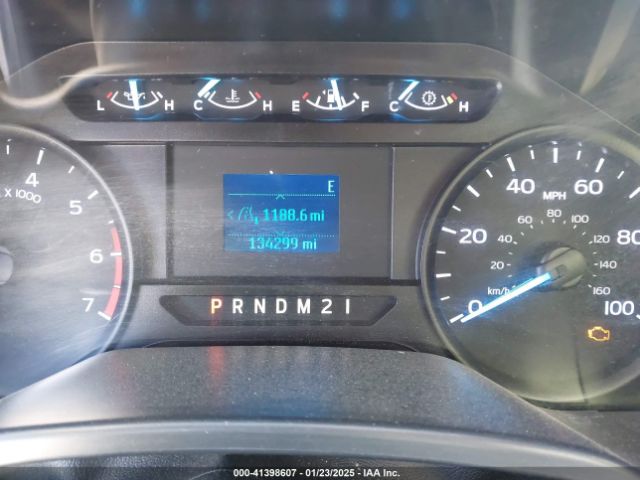 L H C H E F C H
4 5 6 7
X 1000
E
< 1188.6 mi
134299 mi
P R N D M 2 1
0 20 40 60 80 100
MPH
20 40 60 80 100 120 140 160
km/h
000-41398607 - 01/23/2025 - IAA Inc.